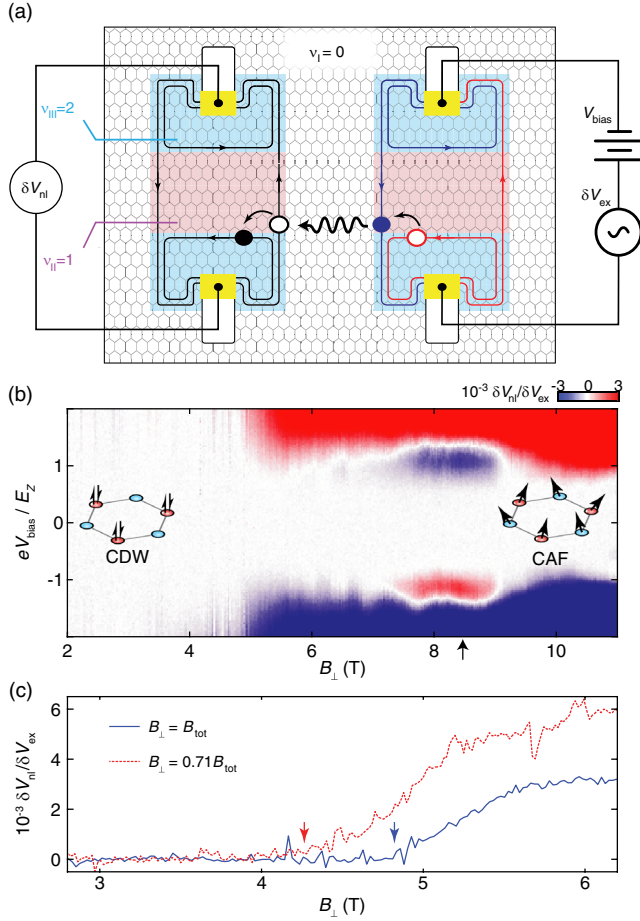 (a)
ν_I = 0
ν_III=2
V_bias
δV_nl
δV_ex
ν_II=1
(b)
10⁻³ δV_nl/δV_ex
-3 0 3
eV_bias / E_Z
1
0
-1
CDW
CAF
2 4 6 8 10
B_⊥ (T)
(c)
10⁻³ δV_nl/δV_ex
6
4
2
0
B_⊥ = B_tot
B_⊥ = 0.71B_tot
3 4 5 6
B_⊥ (T)